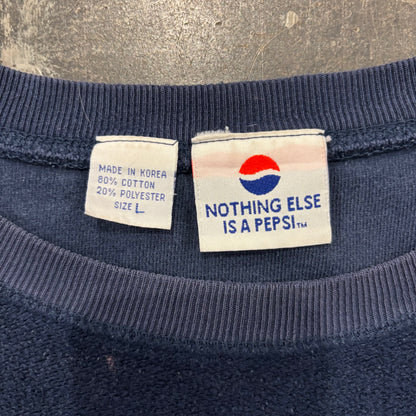 MADE IN KOREA
80% COTTON
20% POLYESTER
SIZE L
NOTHING ELSE
IS A PEPSI™